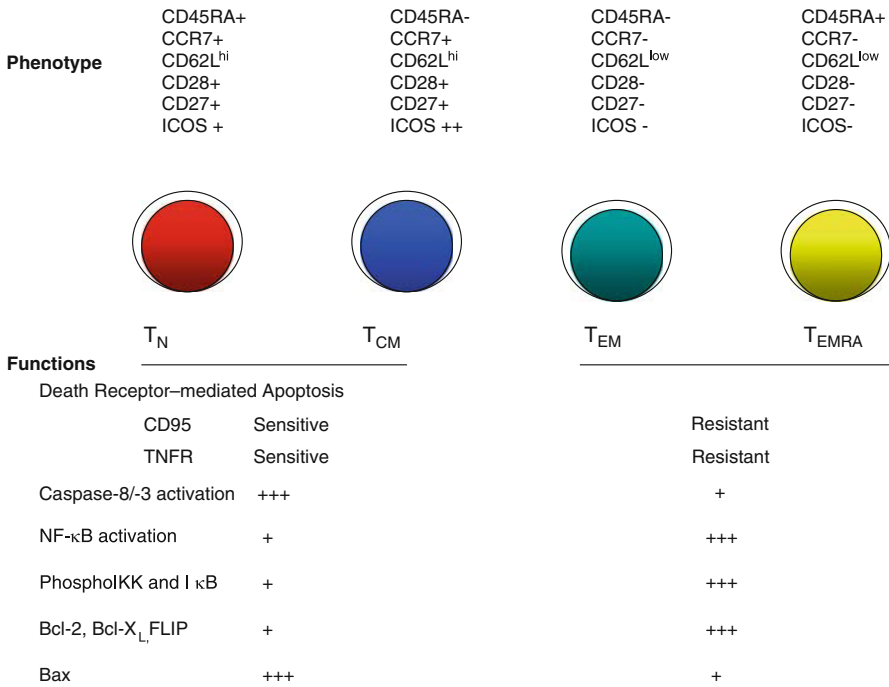 Phenotype
CD45RA+ CD45RA- CD45RA- CD45RA+
CCR7+ CCR7+ CCR7- CCR7-
CD62Lhi CD62Lhi CD62Llow CD62Llow
CD28+ CD28+ CD28- CD28-
CD27+ CD27+ CD27- CD27-
ICOS + ICOS ++ ICOS - ICOS-
TN TCM TEM TEMRA
Functions
Death Receptor–mediated Apoptosis
CD95 Sensitive Resistant
TNFR Sensitive Resistant
Caspase-8/-3 activation +++ +
NF-κB activation + +++
PhosphoIKK and I κB + +++
Bcl-2, Bcl-XL,FLIP + +++
Bax +++ +